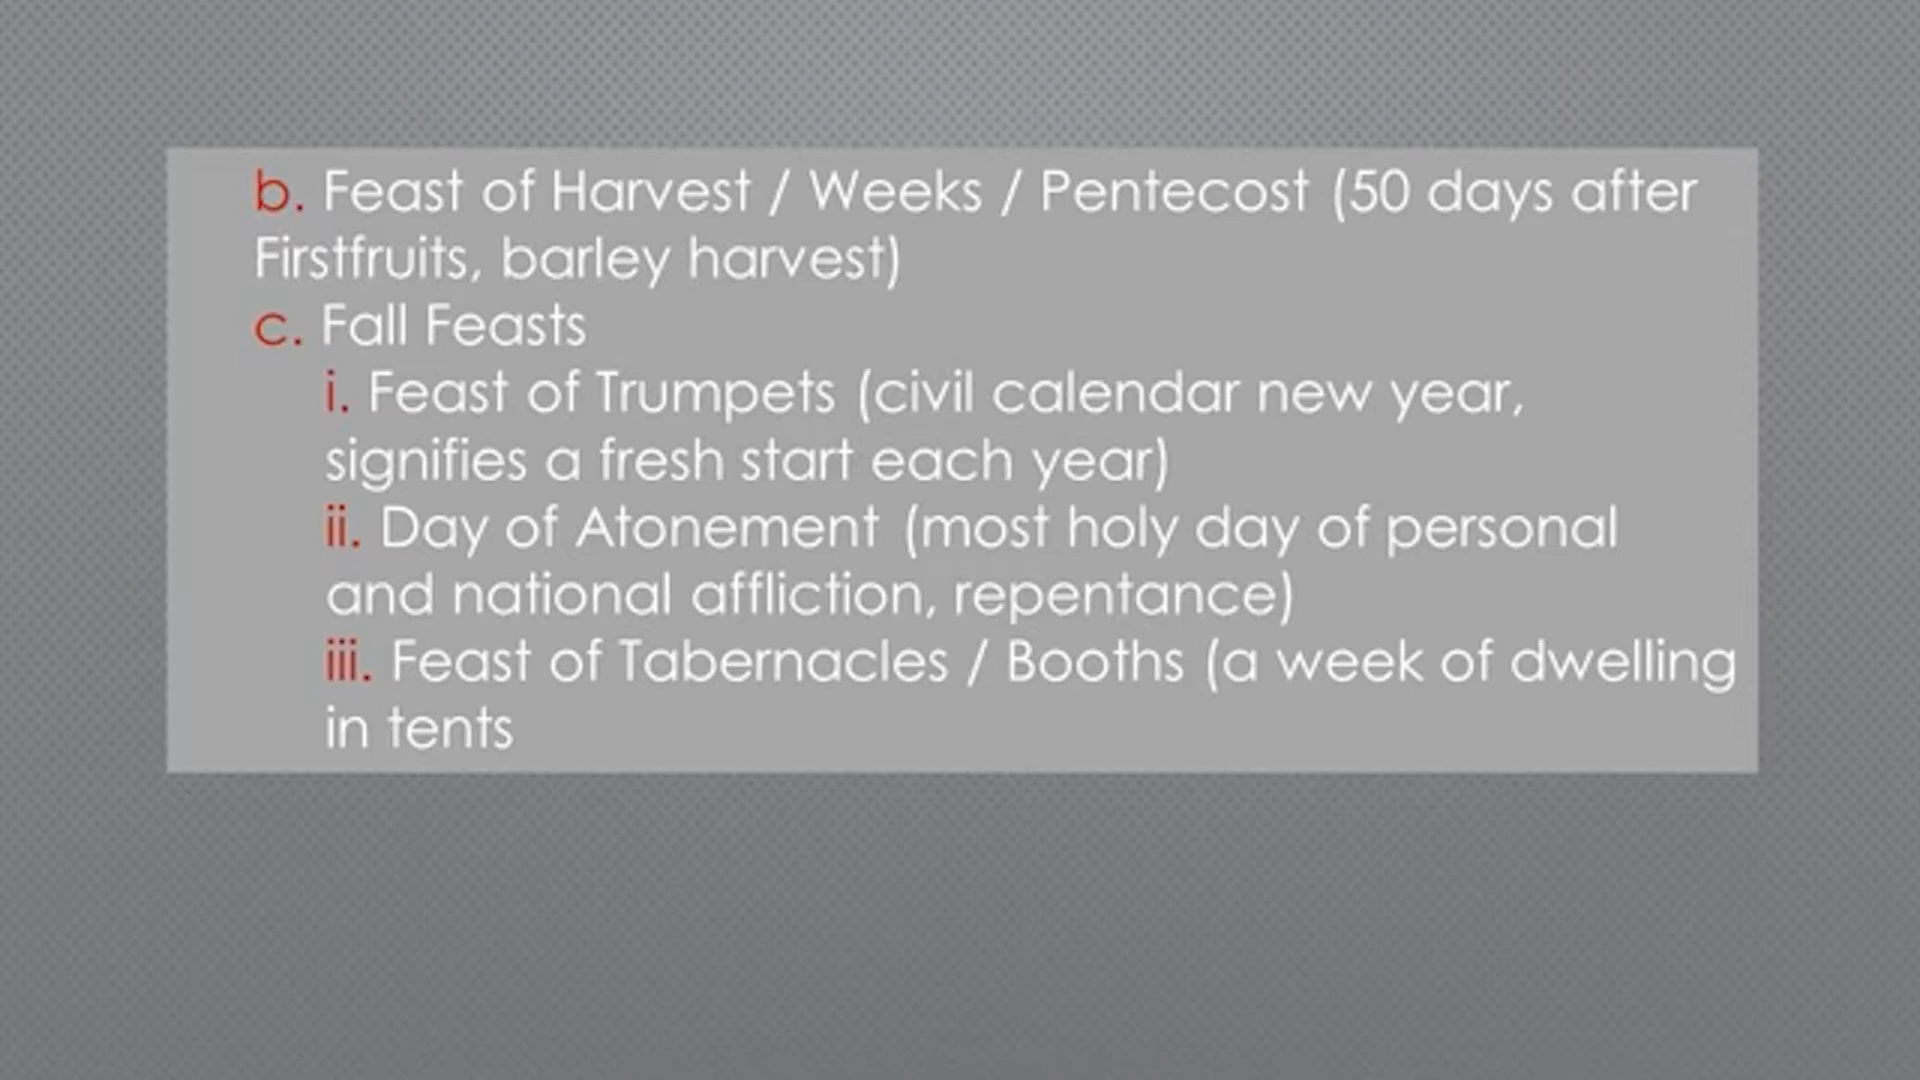 b. Feast of Harvest / Weeks / Pentecost (50 days after
Firstfruits, barley harvest)
c. Fall Feasts
i. Feast of Trumpets (civil calendar new year,
signifies a fresh start each year)
ii. Day of Atonement (most holy day of personal
and national affliction, repentance)
iii. Feast of Tabernacles / Booths (a week of dwelling
in tents